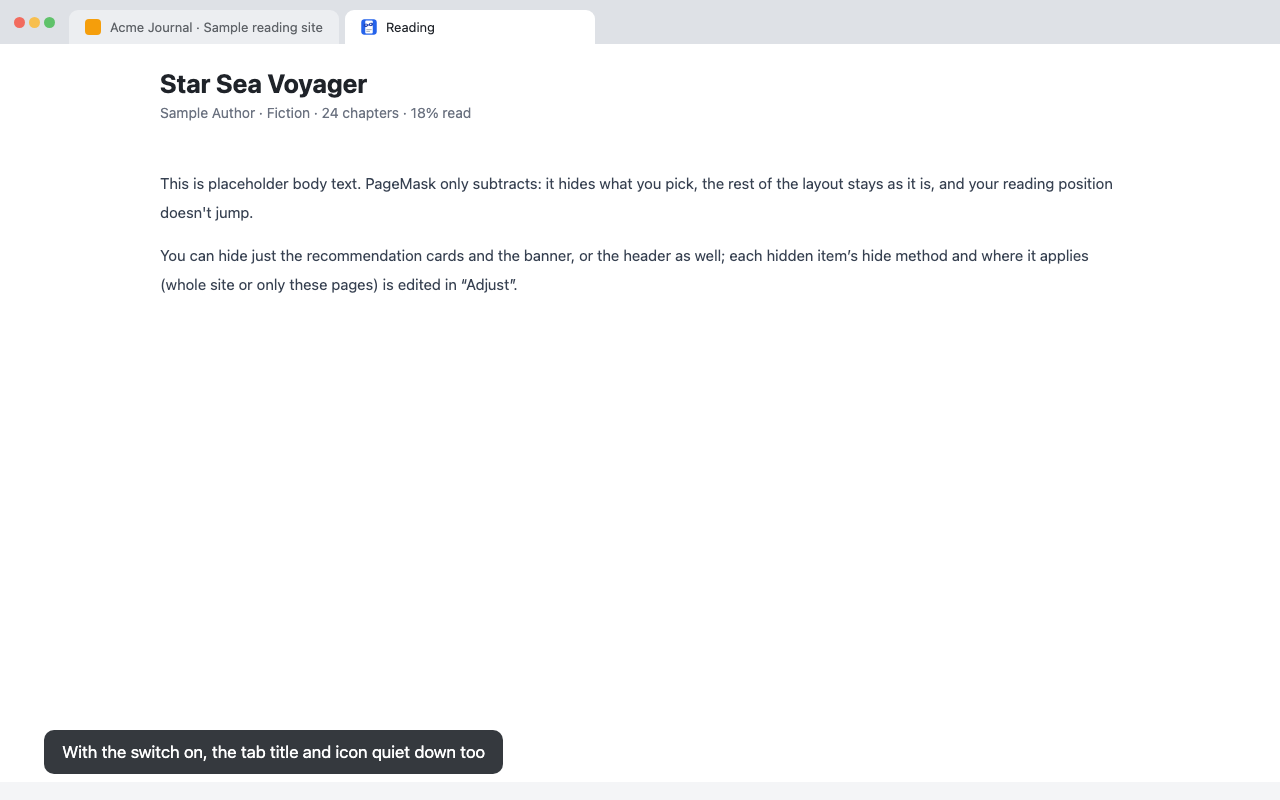 Acme Journal · Sample reading site
Reading
Star Sea Voyager
Sample Author · Fiction · 24 chapters · 18% read
This is placeholder body text. PageMask only subtracts: it hides what you pick, the rest of the layout stays as it is, and your reading position
doesn't jump.
You can hide just the recommendation cards and the banner, or the header as well; each hidden item’s hide method and where it applies
(whole site or only these pages) is edited in “Adjust”.
With the switch on, the tab title and icon quiet down too